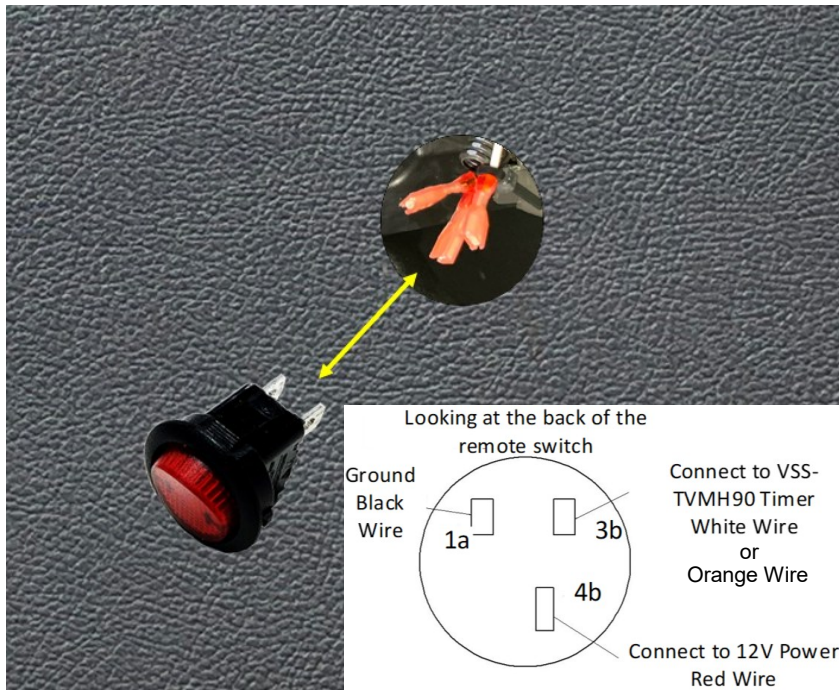 Looking at the back of the
remote switch
Ground
Black
Wire
1a
3b
4b
Connect to VSS-
TVMH90 Timer
White Wire
or
Orange Wire
Connect to 12V Power
Red Wire